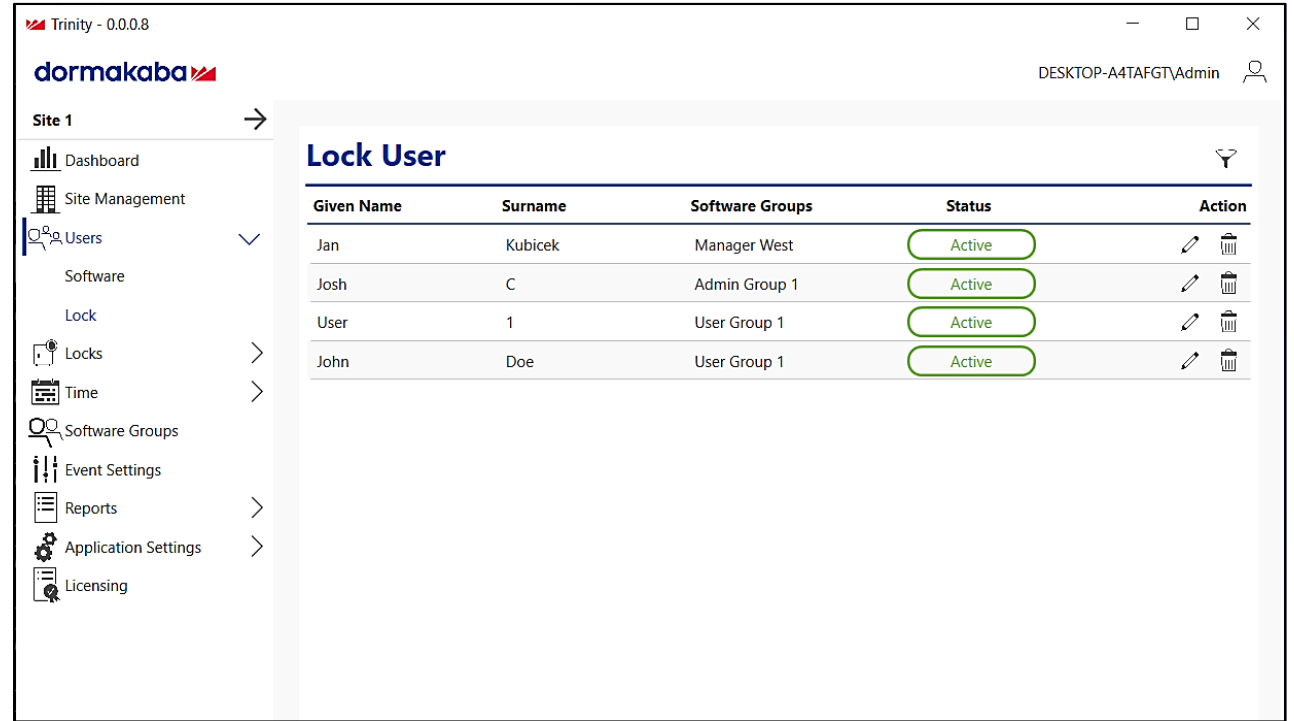 Trinity - 0.0.0.8
dormakaba
DESKTOP-A4TAFGT\Admin
Site 1
Dashboard
Site Management
Users
Software
Lock
Locks
Time
Software Groups
Event Settings
Reports
Application Settings
Licensing
Lock User
Given Name Surname Software Groups Status Action
Jan Kubicek Manager West Active
Josh C Admin Group 1 Active
User 1 User Group 1 Active
John Doe User Group 1 Active